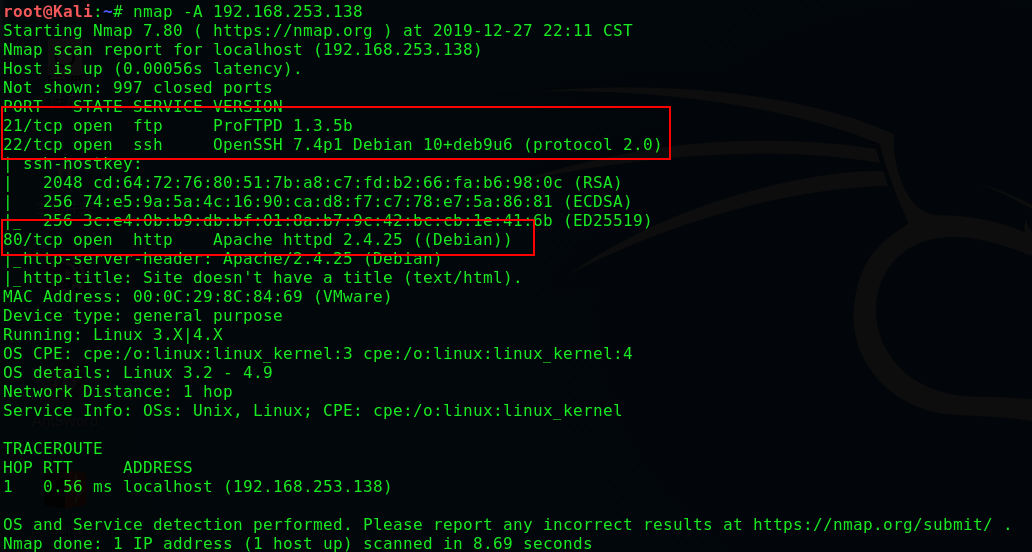 root@Kali:~# nmap -A 192.168.253.138
Starting Nmap 7.80 ( https://nmap.org ) at 2019-12-27 22:11 CST
Nmap scan report for localhost (192.168.253.138)
Host is up (0.00056s latency).
Not shown: 997 closed ports
PORT   STATE SERVICE VERSION
21/tcp open  ftp     ProFTPD 1.3.5b
22/tcp open  ssh     OpenSSH 7.4p1 Debian 10+deb9u6 (protocol 2.0)
| ssh-hostkey:
|   2048 cd:64:72:76:80:51:7b:a8:c7:fd:b2:66:fa:b6:98:0c (RSA)
|   256 74:e5:9a:5a:4c:16:90:ca:d8:f7:c7:78:e7:5a:86:81 (ECDSA)
|_  256 3c:e4:0b:b9:db:bf:01:8a:b7:9c:42:bc:cb:1e:41:6b (ED25519)
80/tcp open  http    Apache httpd 2.4.25 ((Debian))
|_http-server-header: Apache/2.4.25 (Debian)
|_http-title: Site doesn't have a title (text/html).
MAC Address: 00:0C:29:8C:84:69 (VMware)
Device type: general purpose
Running: Linux 3.X|4.X
OS CPE: cpe:/o:linux:linux_kernel:3 cpe:/o:linux:linux_kernel:4
OS details: Linux 3.2 - 4.9
Network Distance: 1 hop
Service Info: OSs: Unix, Linux; CPE: cpe:/o:linux:linux_kernel
TRACEROUTE
HOP RTT     ADDRESS
1   0.56 ms localhost (192.168.253.138)
OS and Service detection performed. Please report any incorrect results at https://nmap.org/submit/ .
Nmap done: 1 IP address (1 host up) scanned in 8.69 seconds